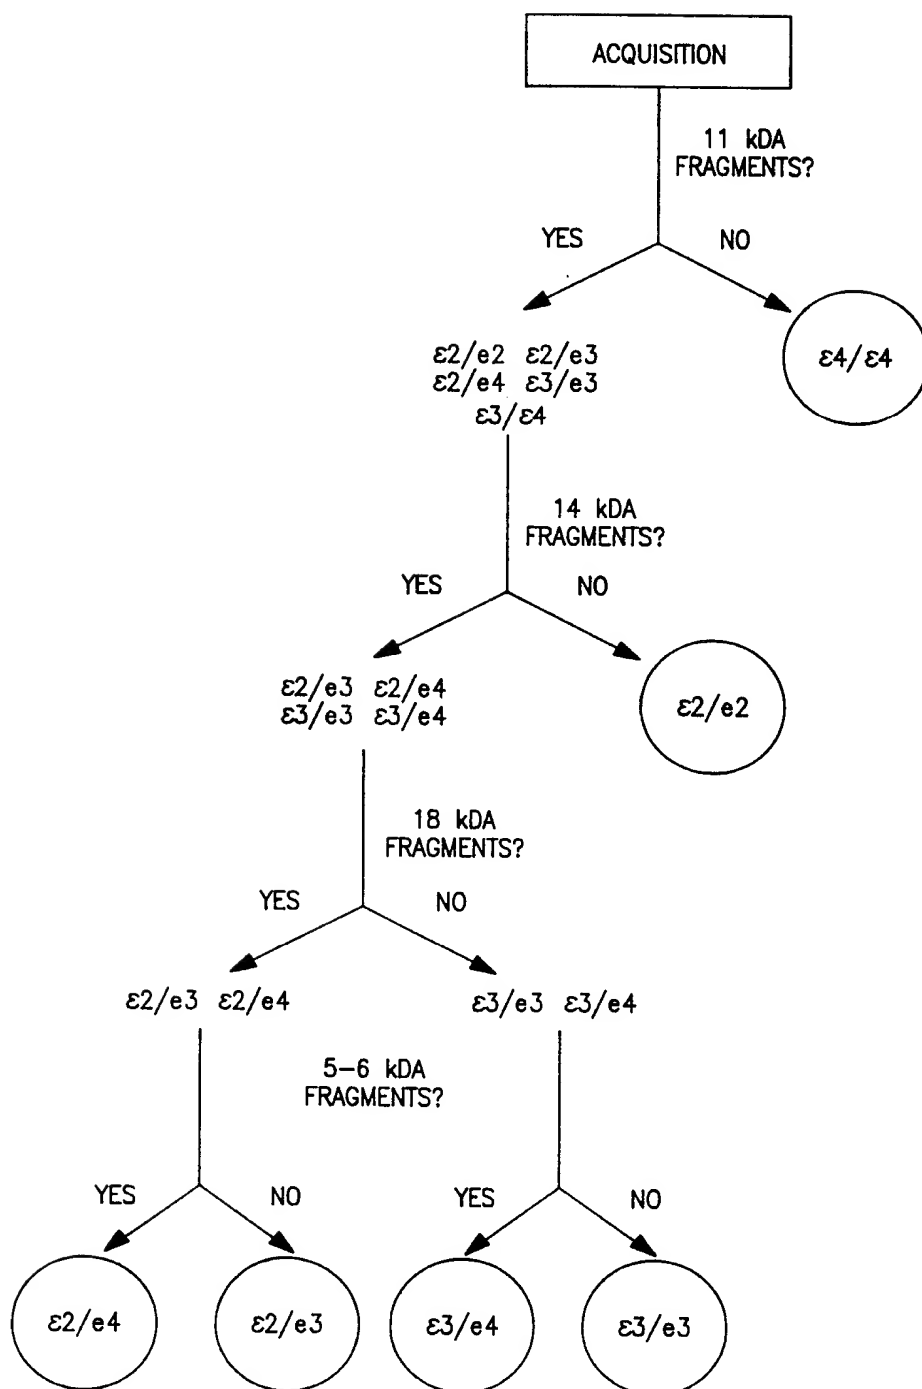 ACQUISITION
11 kDA
FRAGMENTS?
YES NO
ε2/e2 ε2/e3
ε2/e4 ε3/e3
ε3/ε4
ε4/ε4
14 kDA
FRAGMENTS?
YES NO
ε2/e3 ε2/e4
ε3/e3 ε3/e4
ε2/e2
18 kDA
FRAGMENTS?
YES NO
ε2/e3 ε2/e4 ε3/e3 ε3/e4
5-6 kDA
FRAGMENTS?
YES NO YES NO
ε2/e4 ε2/e3 ε3/e4 ε3/e3